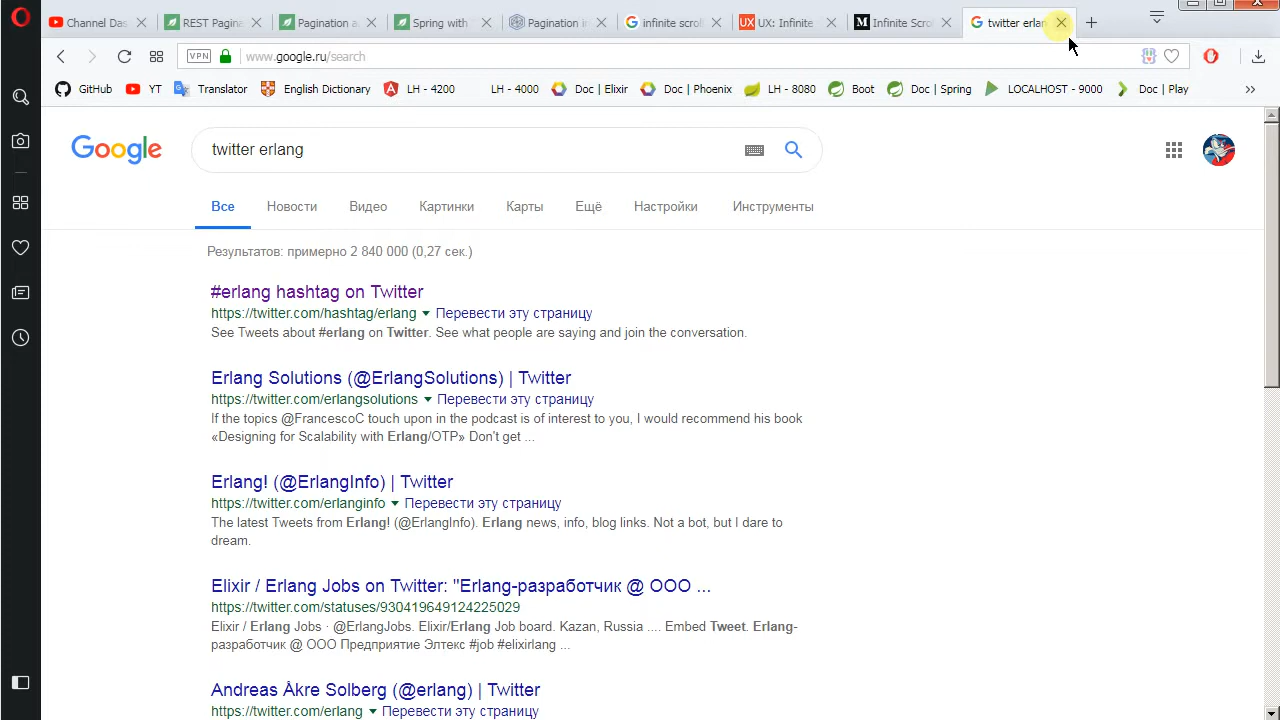 Channel Das
REST Pagina
Pagination a
Spring with
Pagination in
infinite scrol
UX: Infinite
Infinite Scro
twitter erlan
VPN
www.google.ru/search
GitHub
YT
Translator
English Dictionary
LH - 4200
LH - 4000
Doc | Elixir
Doc | Phoenix
LH - 8080
Boot
Doc | Spring
LOCALHOST - 9000
Doc | Play
Google
twitter erlang
Все
Новости
Видео
Картинки
Карты
Ещё
Настройки
Инструменты
Результатов: примерно 2 840 000 (0,27 сек.)
#erlang hashtag on Twitter
https://twitter.com/hashtag/erlang Перевести эту страницу
See Tweets about #erlang on Twitter. See what people are saying and join the conversation.
Erlang Solutions (@ErlangSolutions) | Twitter
https://twitter.com/erlangsolutions Перевести эту страницу
If the topics @FrancescoC touch upon in the podcast is of interest to you, I would recommend his book
«Designing for Scalability with Erlang/OTP» Don't get ...
Erlang! (@ErlangInfo) | Twitter
https://twitter.com/erlanginfo Перевести эту страницу
The latest Tweets from Erlang! (@ErlangInfo). Erlang news, info, blog links. Not a bot, but I dare to
dream.
Elixir / Erlang Jobs on Twitter: "Erlang-разработчик @ ООО ...
https://twitter.com/statuses/930419649124225029
Elixir / Erlang Jobs · @ErlangJobs. Elixir/Erlang Job board. Kazan, Russia .... Embed Tweet. Erlang-
разработчик @ ООО Предприятие Элтекс #job #elixirlang ...
Andreas Åkre Solberg (@erlang) | Twitter
https://twitter.com/erlang Перевести эту страницу